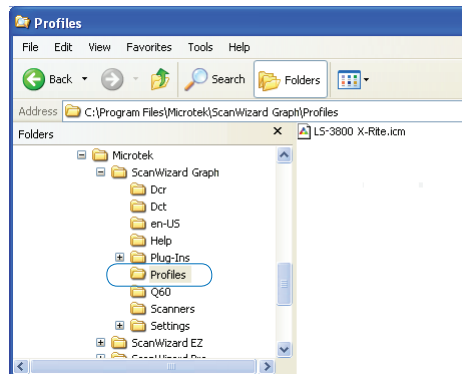 Profiles
File Edit View Favorites Tools Help
Back Search Folders
Address C:\Program Files\Microtek\ScanWizard Graph\Profiles
Folders × LS-3800 X-Rite.icm
Microtek
ScanWizard Graph
Dcr
Dct
en-US
Help
Plug-Ins
Profiles
Q60
Scanners
Settings
ScanWizard EZ
ScanWizard Pro